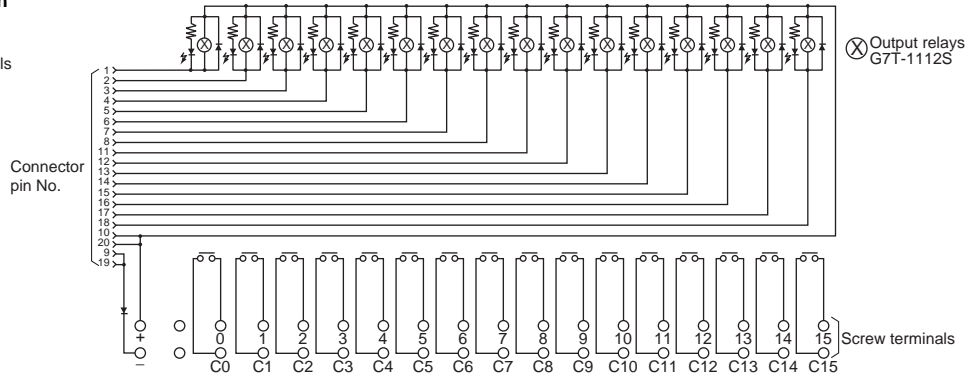 n
Output relays
G7T-1112S
ls
1
2
3
4
5
6
7
8
11
12
13
14
15
16
17
18
10
20
9
19
Connector
pin No.
+ 0 1 2 3 4 5 6 7 8 9 10 11 12 13 14 15
Screw terminals
– C0 C1 C2 C3 C4 C5 C6 C7 C8 C9 C10 C11 C12 C13 C14 C15